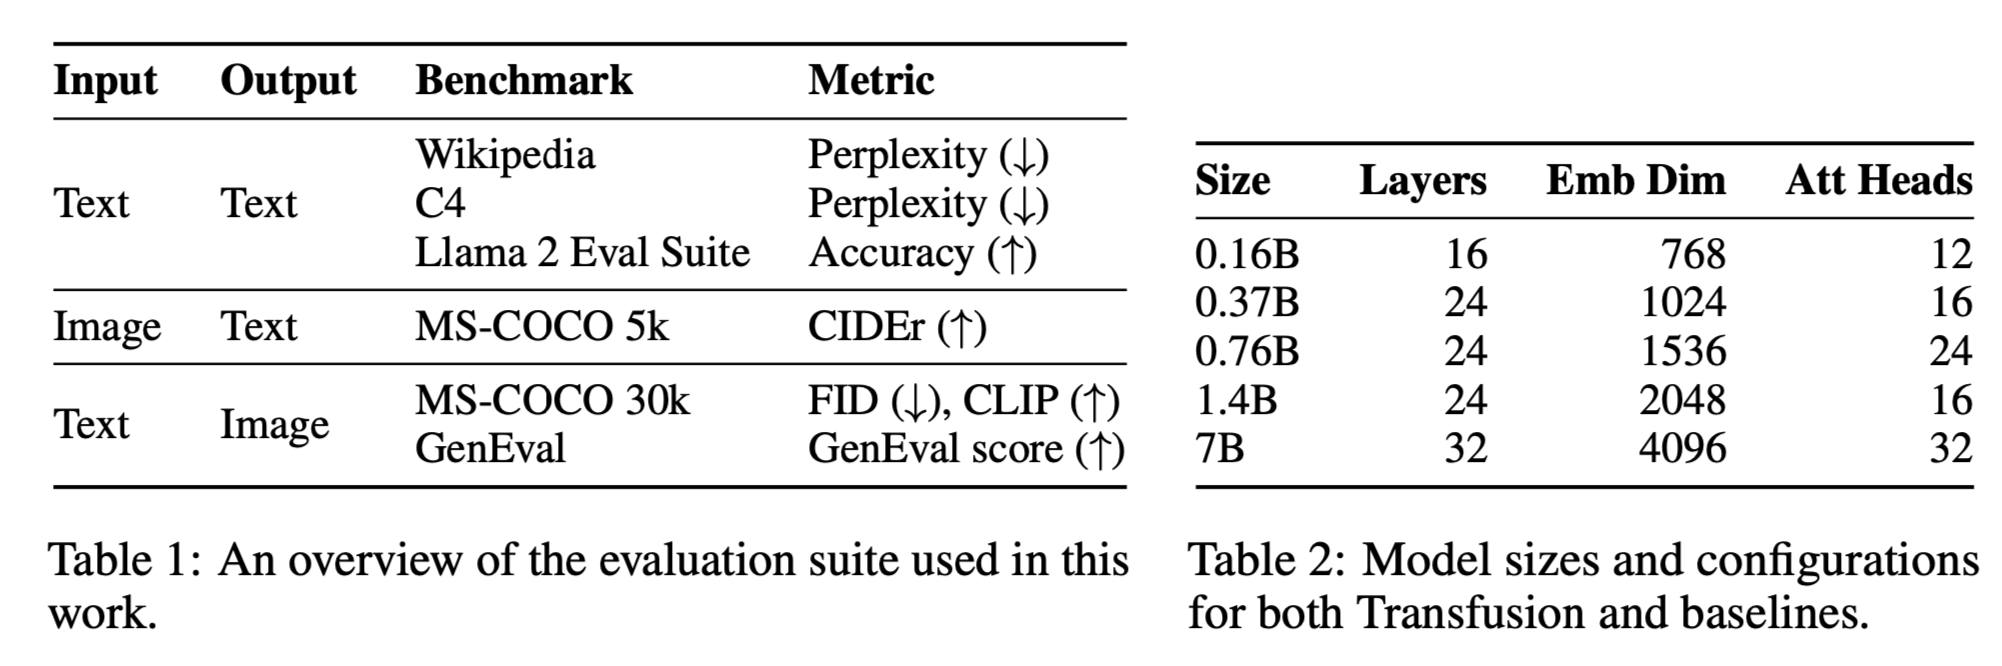 Input Output Benchmark Metric
Wikipedia Perplexity (↓)
Text Text C4 Perplexity (↓)
Llama 2 Eval Suite Accuracy (↑)
Image Text MS-COCO 5k CIDEr (↑)
MS-COCO 30k FID (↓), CLIP (↑)
Text Image
GenEval GenEval score (↑)
Table 1: An overview of the evaluation suite used in this
work.
Size Layers Emb Dim Att Heads
0.16B 16 768 12
0.37B 24 1024 16
0.76B 24 1536 24
1.4B 24 2048 16
7B 32 4096 32
Table 2: Model sizes and configurations
for both Transfusion and baselines.